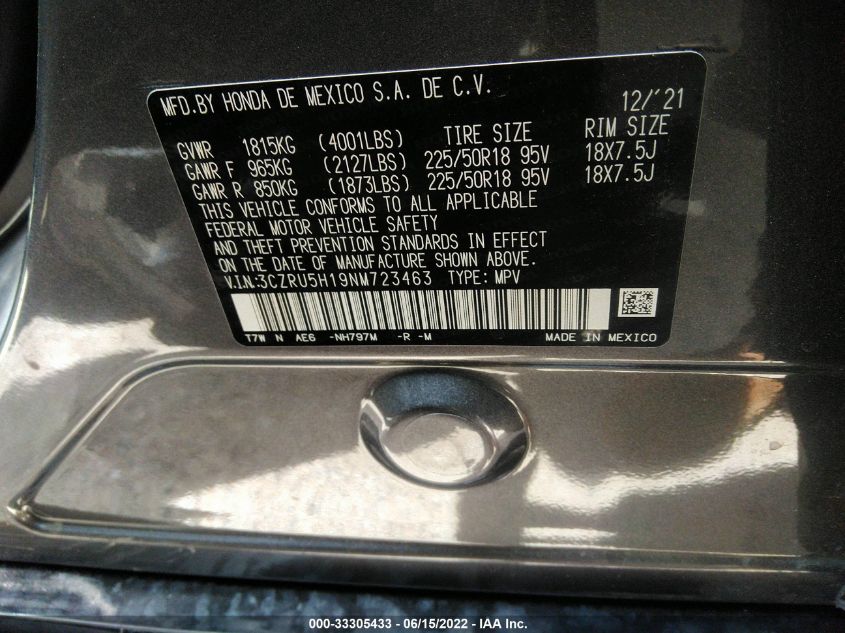 MFD.BY HONDA DE MEXICO S.A. DE C.V.
12/'21
GVWR 1815KG (4001LBS) TIRE SIZE RIM SIZE
GAWR F 965KG (2127LBS) 225/50R18 95V 18X7.5J
GAWR R 850KG (1873LBS) 225/50R18 95V 18X7.5J
THIS VEHICLE CONFORMS TO ALL APPLICABLE
FEDERAL MOTOR VEHICLE SAFETY
AND THEFT PREVENTION STANDARDS IN EFFECT
ON THE DATE OF MANUFACTURE SHOWN ABOVE.
V.I.N:3CZRU5H19NM723463 TYPE: MPV
T7W N AE6 -NH797M -R -M MADE IN MEXICO
000-33305433 - 06/15/2022 - IAA Inc.